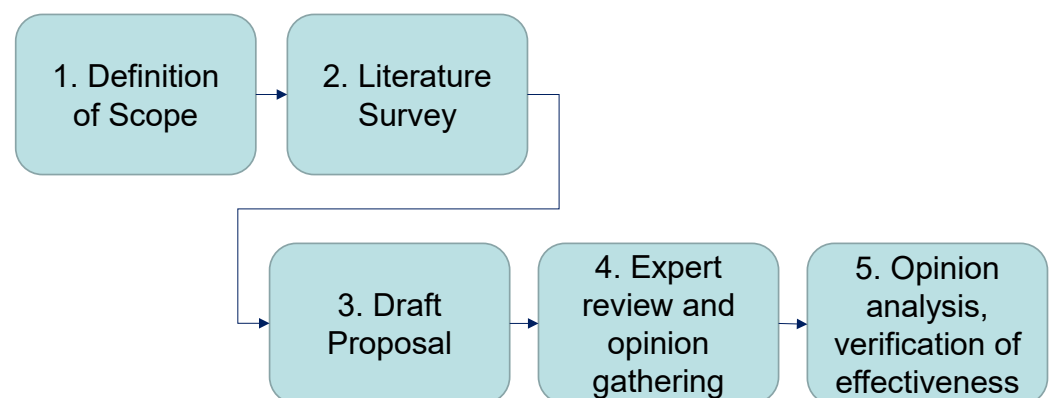 1. Definition
of Scope
2. Literature
Survey
3. Draft
Proposal
4. Expert
review and
opinion
gathering
5. Opinion
analysis,
verification of
effectiveness